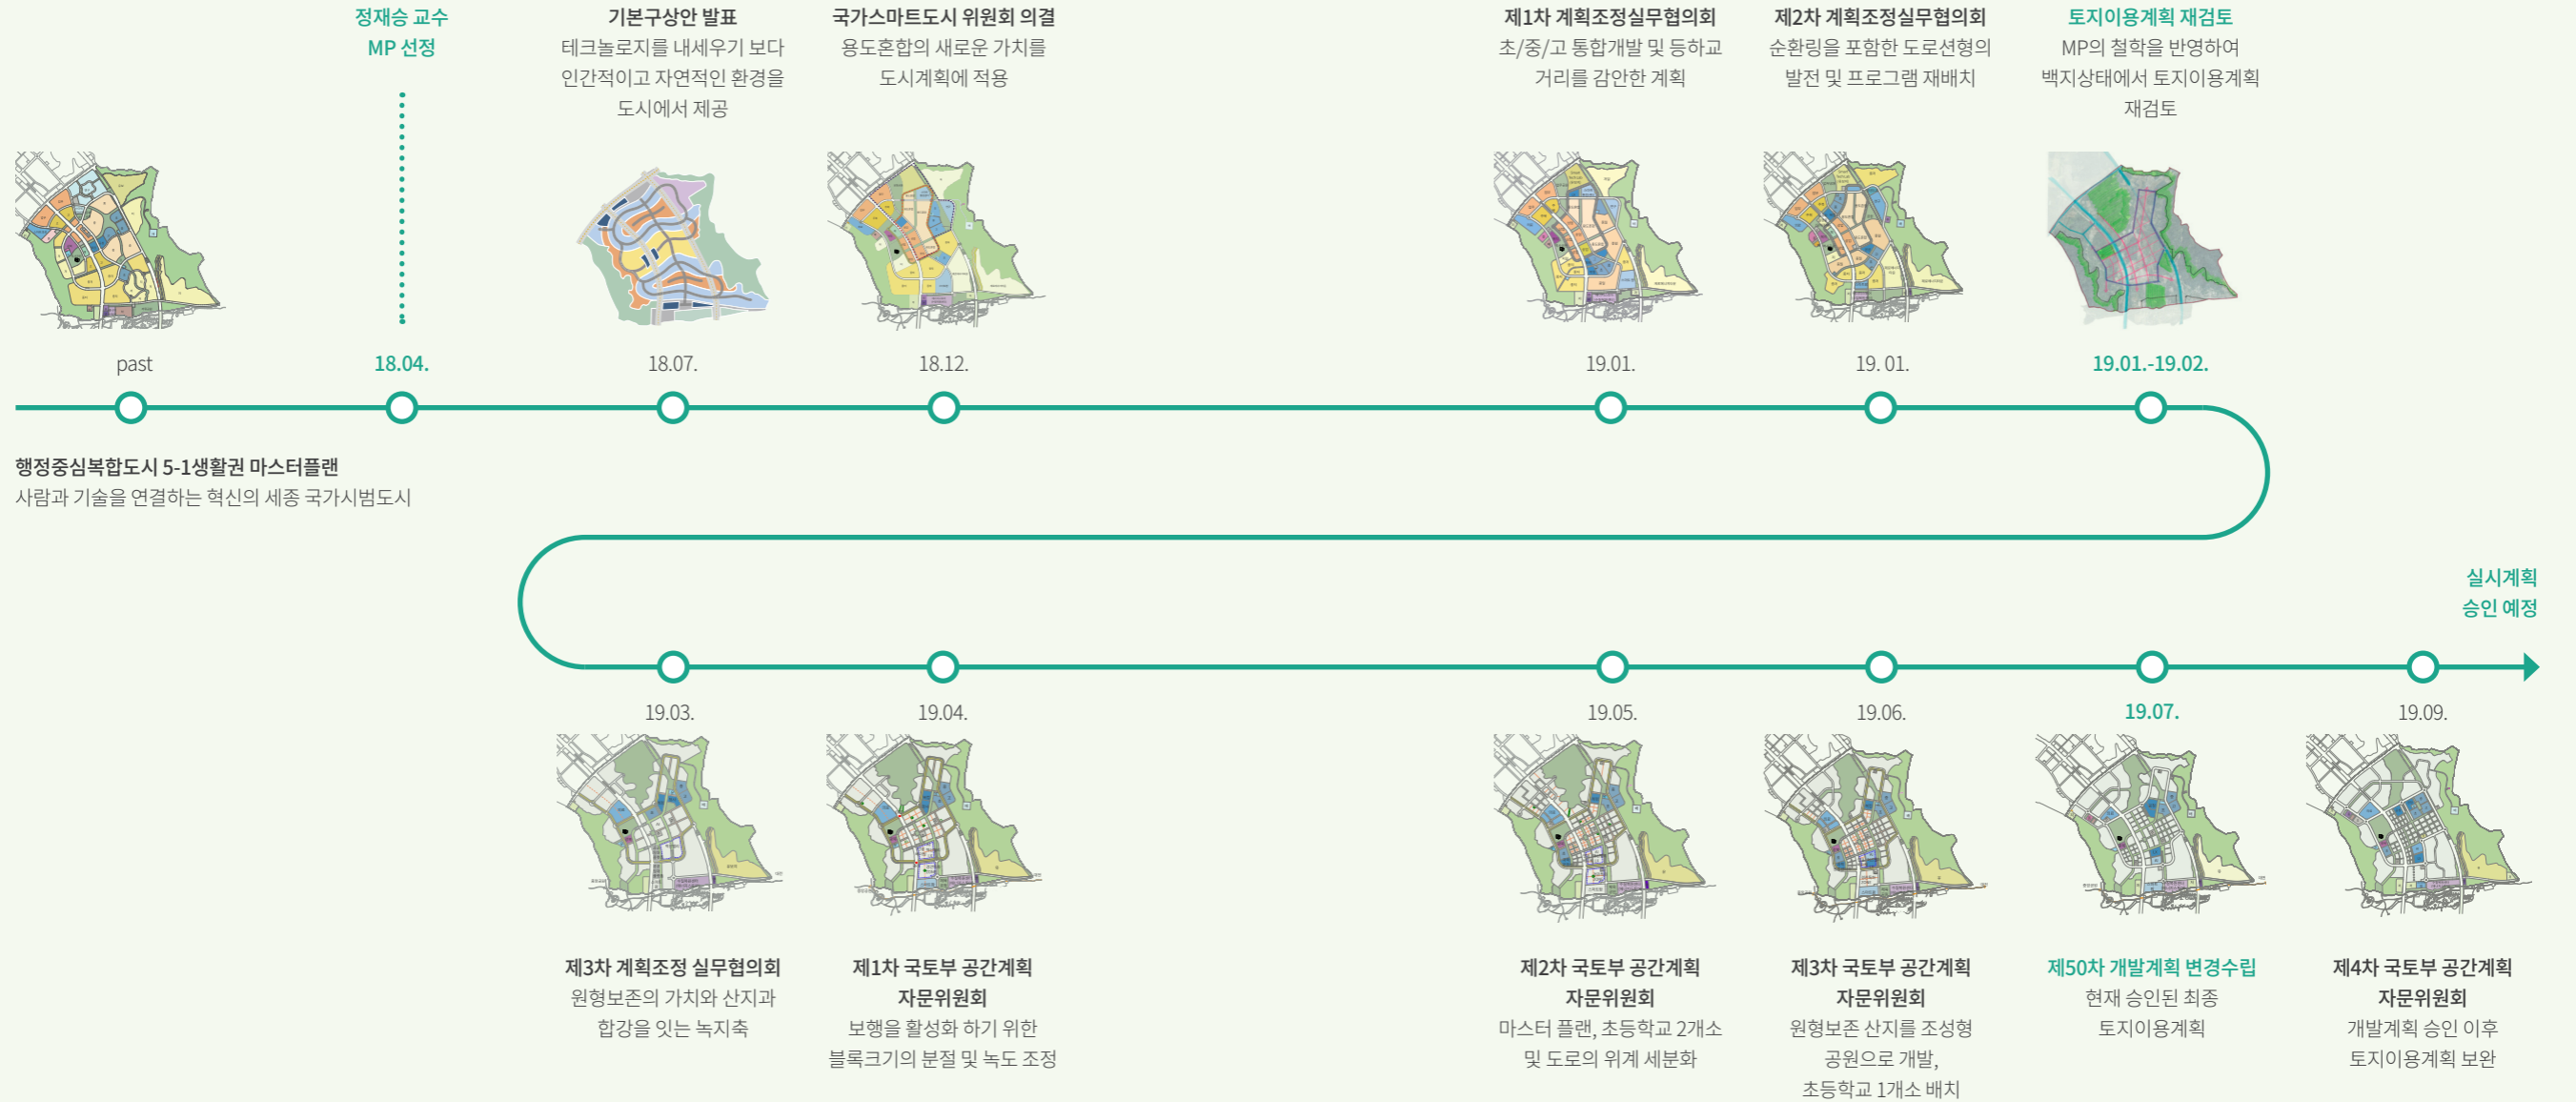 정재승 교수
MP 선정
기본구상안 발표
테크놀로지를 내세우기 보다
인간적이고 자연적인 환경을
도시에서 제공
국가스마트도시 위원회 의결
용도혼합의 새로운 가치를
도시계획에 적용
제1차 계획조정실무협의회
초/중/고 통합개발 및 등하교
거리를 감안한 계획
제2차 계획조정실무협의회
순환링을 포함한 도로션형의
발전 및 프로그램 재배치
토지이용계획 재검토
MP의 철학을 반영하여
백지상태에서 토지이용계획
재검토
past
18.04.
18.07.
18.12.
19.01.
19. 01.
19.01.-19.02.
행정중심복합도시 5-1생활권 마스터플랜
사람과 기술을 연결하는 혁신의 세종 국가시범도시
실시계획
승인 예정
19.03.
19.04.
19.05.
19.06.
19.07.
19.09.
제3차 계획조정 실무협의회
원형보존의 가치와 산지과
합강을 잇는 녹지축
제1차 국토부 공간계획
자문위원회
보행을 활성화 하기 위한
블록크기의 분절 및 녹도 조정
제2차 국토부 공간계획
자문위원회
마스터 플랜, 초등학교 2개소
및 도로의 위계 세분화
제3차 국토부 공간계획
자문위원회
원형보존 산지를 조성형
공원으로 개발,
초등학교 1개소 배치
제50차 개발계획 변경수립
현재 승인된 최종
토지이용계획
제4차 국토부 공간계획
자문위원회
개발계획 승인 이후
토지이용계획 보완